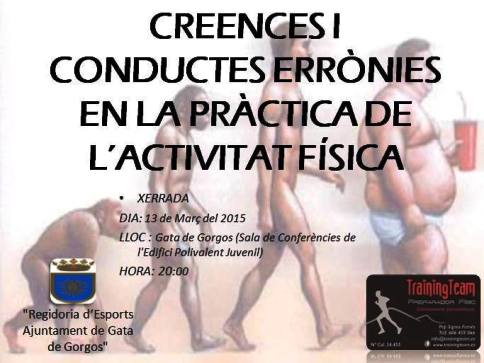 CREENCES I
CONDUCTES ERRÒNIES
EN LA PRÀCTICA DE
L´ACTIVITAT FÍSICA
• XERRADA
DIA: 13 de Març del 2015
LLOC : Gata de Gorgos (Sala de Conferències de
l'Edifici Polivalent Juvenil)
HORA: 20:00
"Regidoria d'Esports
Ajuntament de Gata
de Gorgos"
TrainingTeam
PREPARADOR FÍSIC